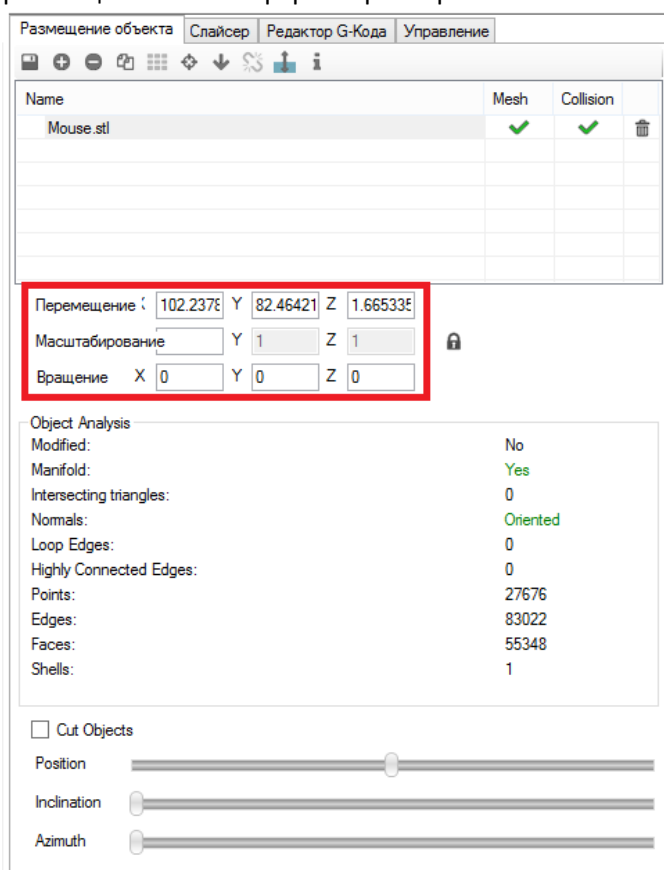 Размещение объекта Слайсер Редактор G-Кода Управление
Name Mesh Collision
Mouse.stl
Перемещение 102.2378 Y 82.46421 Z 1.665335
Масштабирование Y 1 Z 1
Вращение X 0 Y 0 Z 0
Object Analysis
Modified: No
Manifold: Yes
Intersecting triangles: 0
Normals: Oriented
Loop Edges: 0
Highly Connected Edges: 0
Points: 27676
Edges: 83022
Faces: 55348
Shells: 1
Cut Objects
Position
Inclination
Azimuth